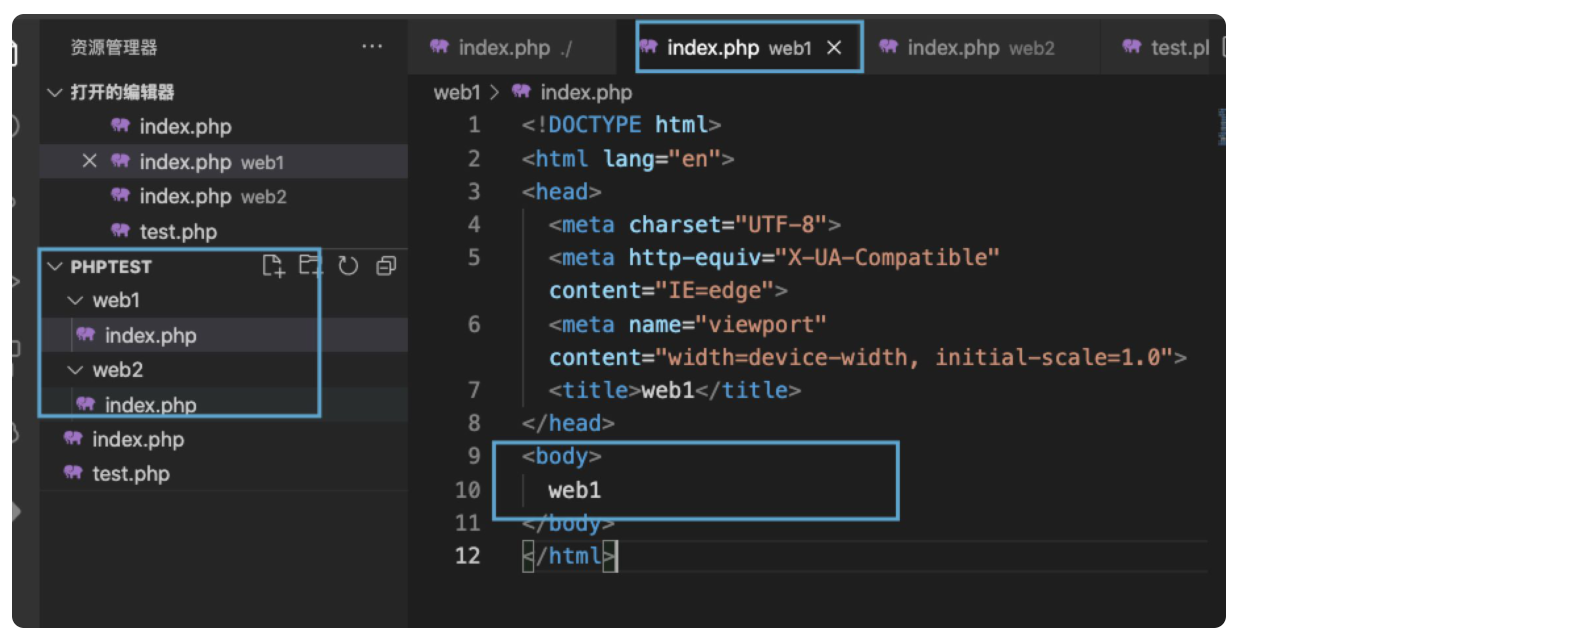 资源管理器
打开的编辑器
index.php
index.php web1
index.php web2
test.php
PHPTEST
web1
index.php
web2
index.php
index.php
test.php
index.php ./
index.php web1
index.php web2
test.p
web1 > index.php
1 <!DOCTYPE html>
2 <html lang="en">
3 <head>
4 <meta charset="UTF-8">
5 <meta http-equiv="X-UA-Compatible"
content="IE=edge">
6 <meta name="viewport"
content="width=device-width, initial-scale=1.0">
7 <title>web1</title>
8 </head>
9 <body>
10 web1
11 </body>
12 </html>